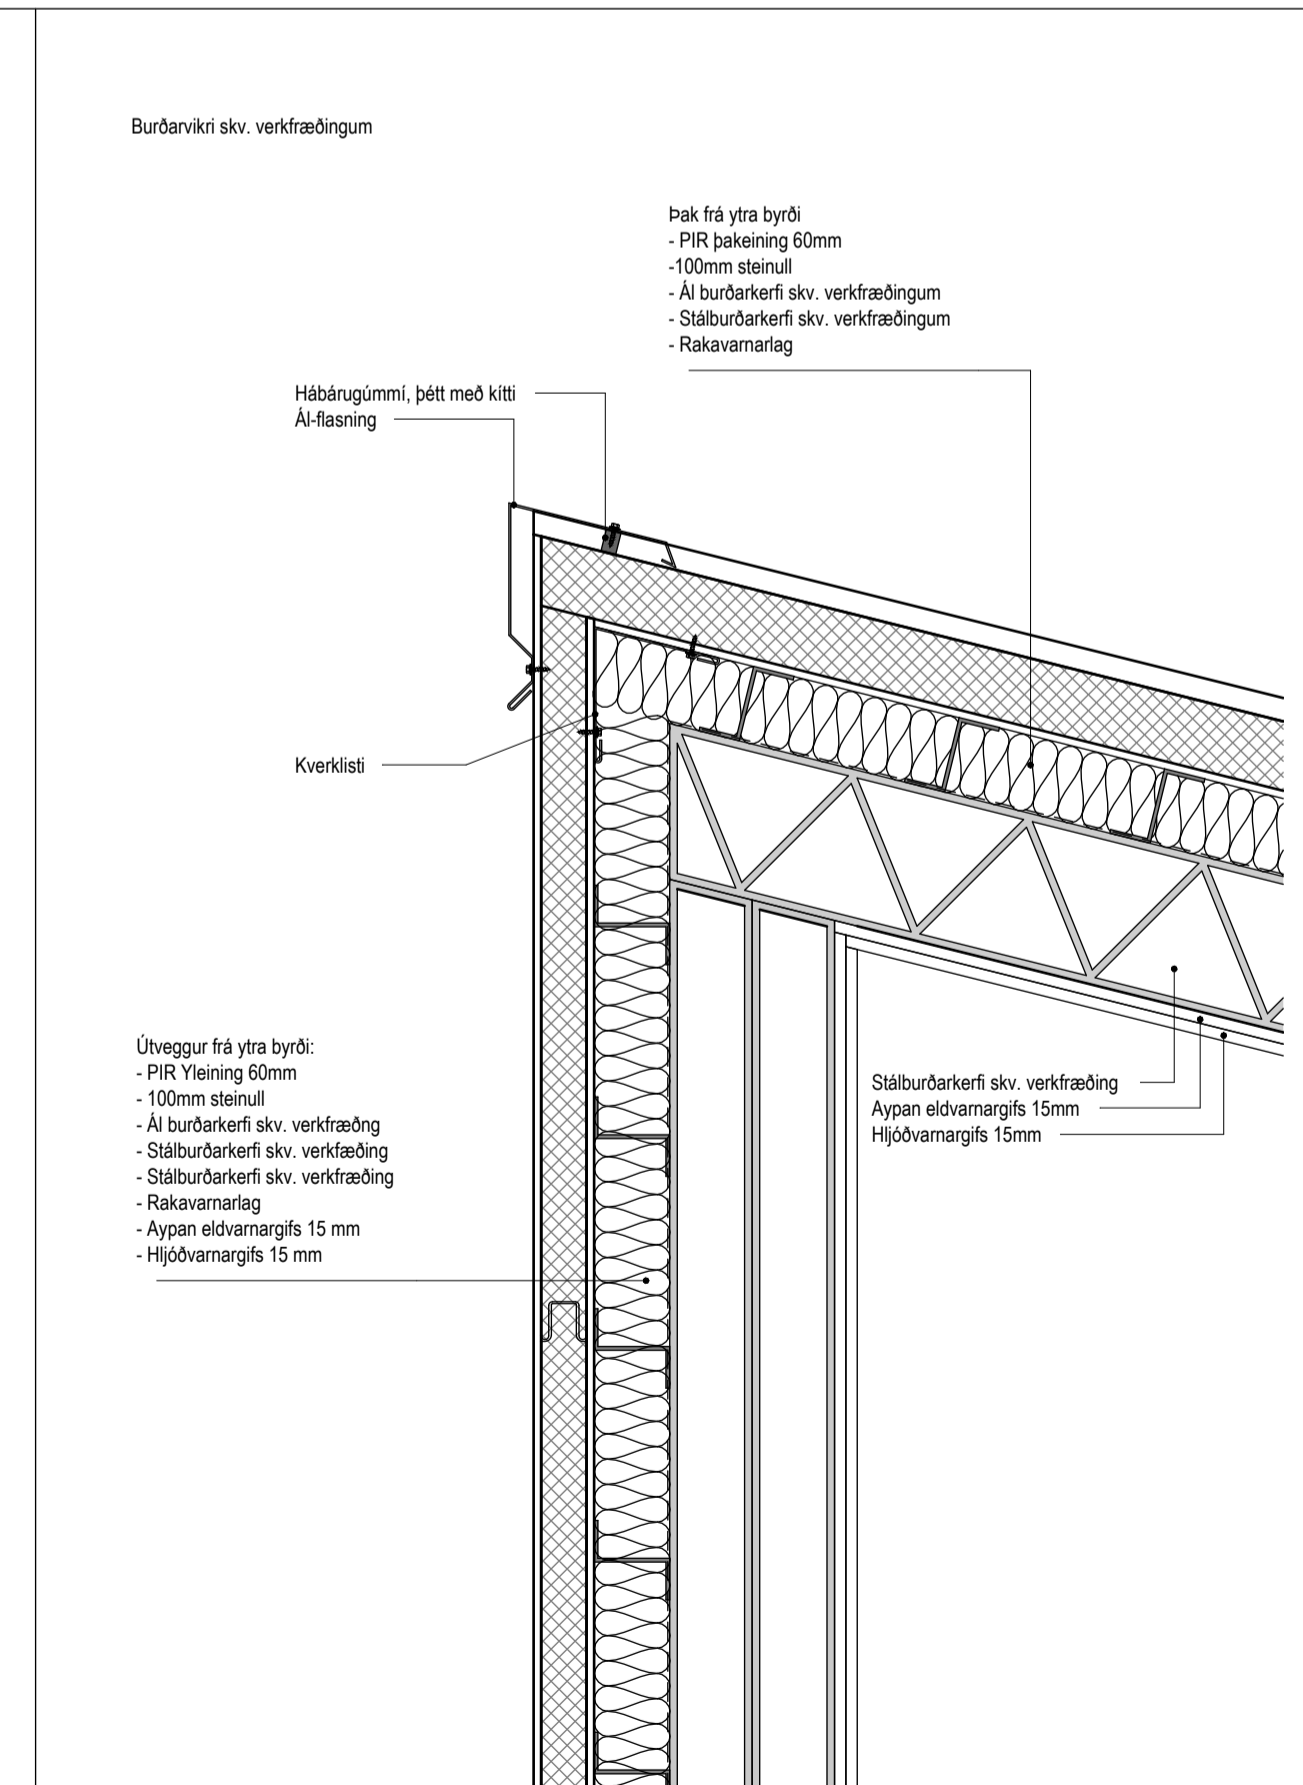 Burðarvikri skv. verkfræðingum
Þak frá ytra byrði
- PIR þakeining 60mm
-100mm steinull
- Ál burðarkerfi skv. verkfræðingum
- Stálburðarkerfi skv. verkfræðingum
- Rakavarnarlag
Hábárugúmmí, þétt með kítti
Ál-flasning
Kverklisti
Útveggur frá ytra byrði:
- PIR Yleining 60mm
- 100mm steinull
- Ál burðarkerfi skv. verkfræðng
- Stálburðarkerfi skv. verkfæðing
- Stálburðarkerfi skv. verkfræðing
- Rakavarnarlag
- Aypan eldvarnargifs 15 mm
- Hljóðvarnargifs 15 mm
Stálburðarkerfi skv. verkfræðing
Aypan eldvarnargifs 15mm
Hljóðvarnargifs 15mm